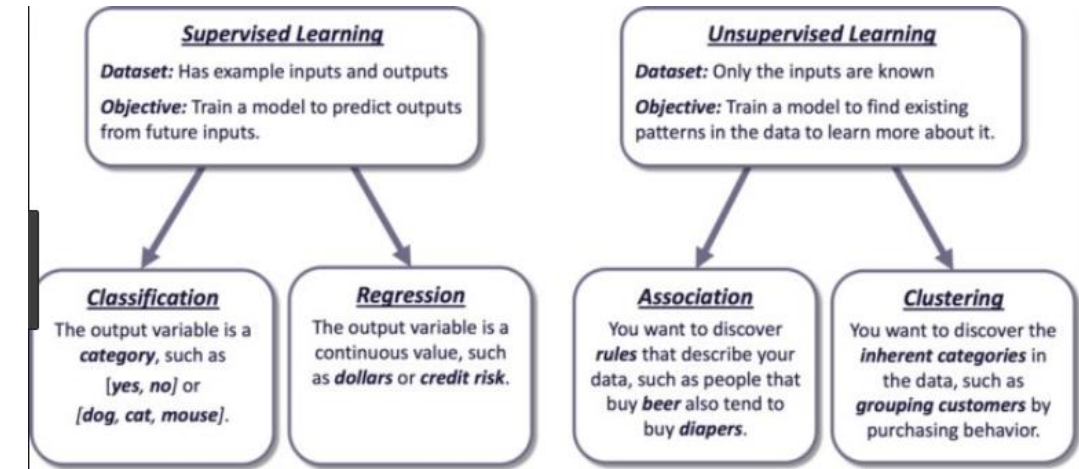 Supervised Learning
Dataset: Has example inputs and outputs
Objective: Train a model to predict outputs
from future inputs.
Unsupervised Learning
Dataset: Only the inputs are known
Objective: Train a model to find existing
patterns in the data to learn more about it.
Classification
The output variable is a
category, such as
[yes, no] or
[dog, cat, mouse].
Regression
The output variable is a
continuous value, such
as dollars or credit risk.
Association
You want to discover
rules that describe your
data, such as people that
buy beer also tend to
buy diapers.
Clustering
You want to discover the
inherent categories in
the data, such as
grouping customers by
purchasing behavior.